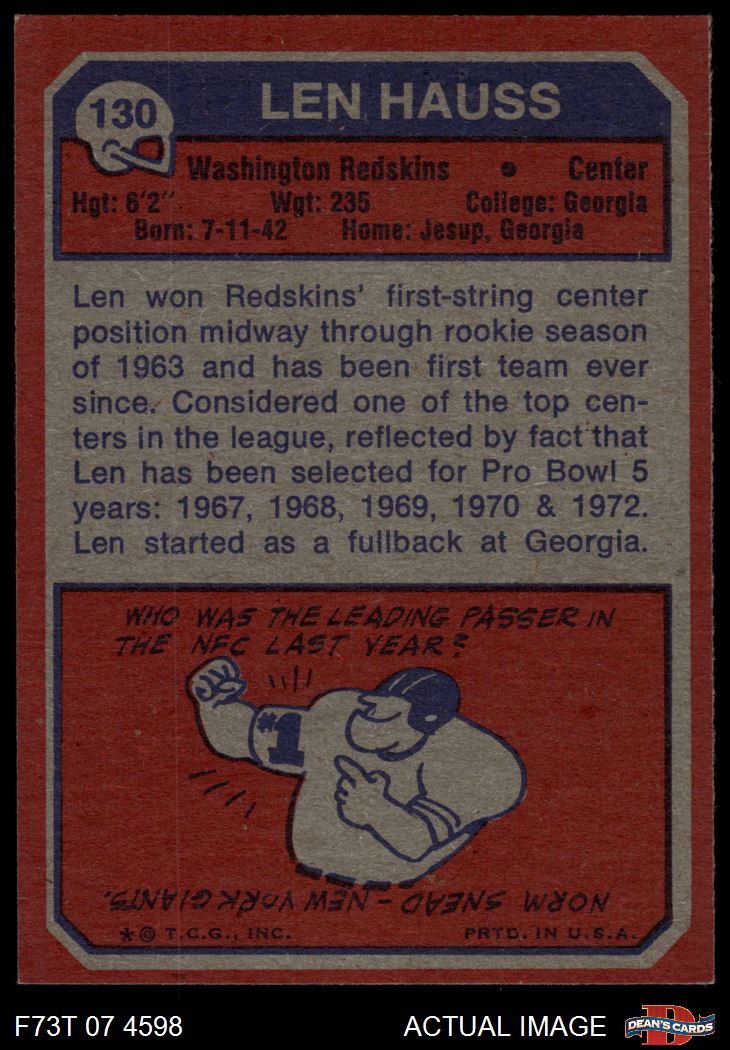 130
LEN HAUSS
Washington Redskins • Center
Hgt: 6'2" Wgt: 235 College: Georgia
Born: 7-11-42 Home: Jesup, Georgia
Len won Redskins' first-string center
position midway through rookie season
of 1963 and has been first team ever
since. Considered one of the top cen-
ters in the league, reflected by fact that
Len has been selected for Pro Bowl 5
years: 1967, 1968, 1969, 1970 & 1972.
Len started as a fullback at Georgia.
WHO WAS THE LEADING PASSER IN
THE NFC LAST YEAR?
#1
NORM SNEAD - NEW YORK GIANTS.
* © T.C.G., INC. PRTD. IN U.S.A.
F73T 07 4598 ACTUAL IMAGE
D
DEAN'S CARDS